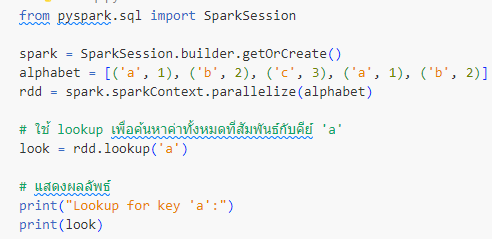 from pyspark.sql import SparkSession
spark = SparkSession.builder.getOrCreate()
alphabet = [('a', 1), ('b', 2), ('c', 3), ('a', 1), ('b', 2)]
rdd = spark.sparkContext.parallelize(alphabet)
# ใช้ lookup เพื่อค้นหาค่าทั้งหมดที่สัมพันธ์กับคีย์ 'a'
look = rdd.lookup('a')
# แสดงผลลัพธ์
print("Lookup for key 'a':")
print(look)